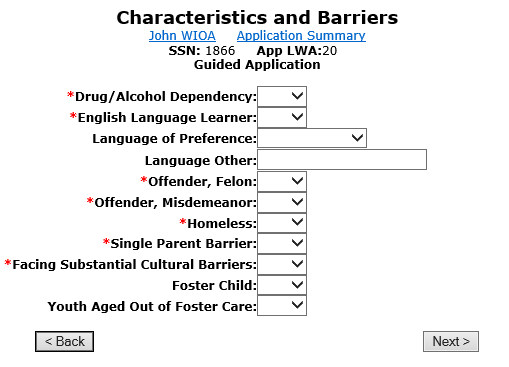 Characteristics and Barriers
John WIOA Application Summary
SSN: 1866 App LWA:20
Guided Application
*Drug/Alcohol Dependency:
*English Language Learner:
Language of Preference:
Language Other:
*Offender, Felon:
*Offender, Misdemeanor:
*Homeless:
*Single Parent Barrier:
*Facing Substantial Cultural Barriers:
Foster Child:
Youth Aged Out of Foster Care:
< Back Next >